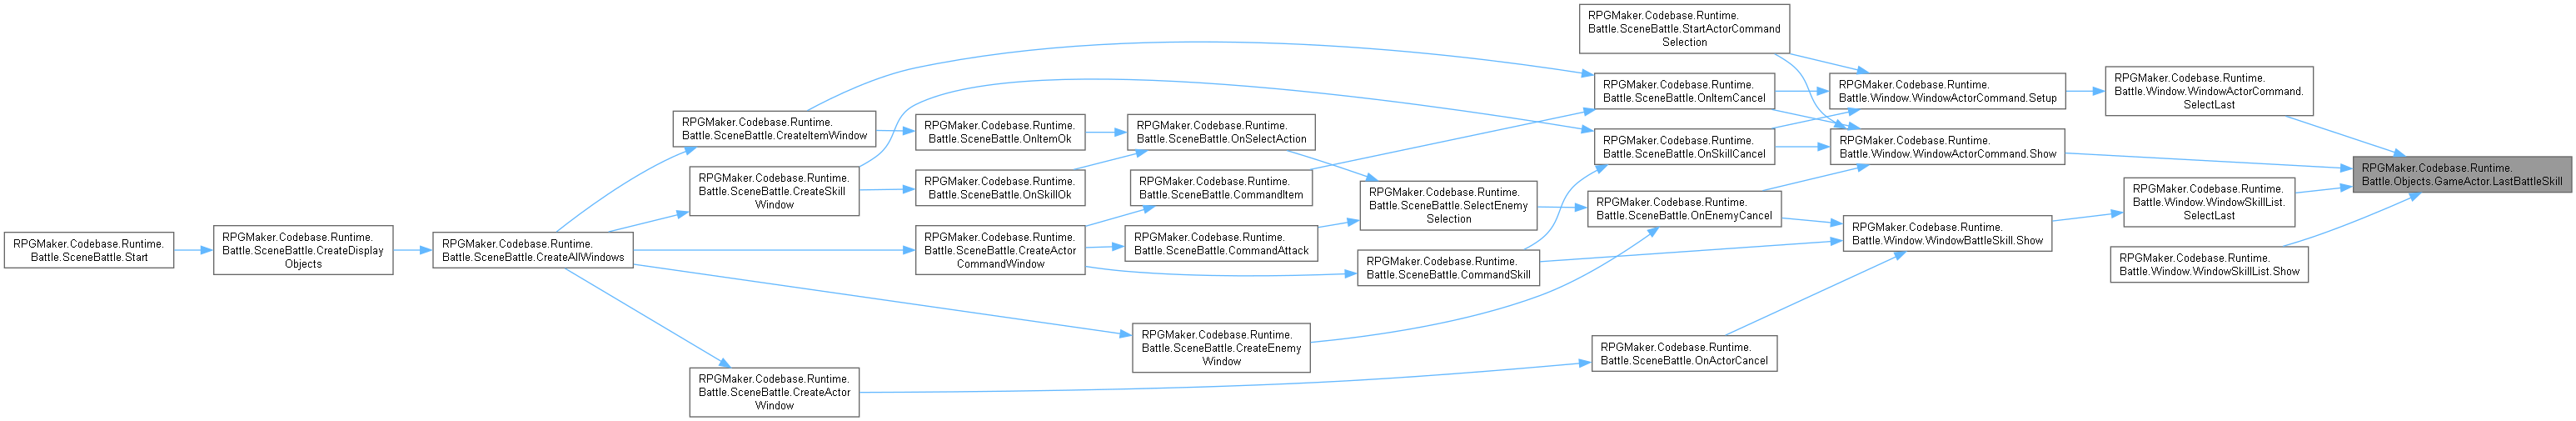 RPGMaker.Codebase.Runtime.
Battle.SceneBattle.Start
RPGMaker.Codebase.Runtime.
Battle.SceneBattle.CreateDisplay
Objects
RPGMaker.Codebase.Runtime.
Battle.SceneBattle.CreateAllWindows
RPGMaker.Codebase.Runtime.
Battle.SceneBattle.CreateItemWindow
RPGMaker.Codebase.Runtime.
Battle.SceneBattle.CreateSkill
Window
RPGMaker.Codebase.Runtime.
Battle.SceneBattle.CreateActor
Window
RPGMaker.Codebase.Runtime.
Battle.SceneBattle.OnItemOk
RPGMaker.Codebase.Runtime.
Battle.SceneBattle.OnSkillOk
RPGMaker.Codebase.Runtime.
Battle.SceneBattle.CreateActor
CommandWindow
RPGMaker.Codebase.Runtime.
Battle.SceneBattle.OnSelectAction
RPGMaker.Codebase.Runtime.
Battle.SceneBattle.CommandItem
RPGMaker.Codebase.Runtime.
Battle.SceneBattle.CommandAttack
RPGMaker.Codebase.Runtime.
Battle.SceneBattle.CreateEnemy
Window
RPGMaker.Codebase.Runtime.
Battle.SceneBattle.SelectEnemy
Selection
RPGMaker.Codebase.Runtime.
Battle.SceneBattle.CommandSkill
RPGMaker.Codebase.Runtime.
Battle.SceneBattle.StartActorCommand
Selection
RPGMaker.Codebase.Runtime.
Battle.SceneBattle.OnItemCancel
RPGMaker.Codebase.Runtime.
Battle.SceneBattle.OnSkillCancel
RPGMaker.Codebase.Runtime.
Battle.SceneBattle.OnEnemyCancel
RPGMaker.Codebase.Runtime.
Battle.SceneBattle.OnActorCancel
RPGMaker.Codebase.Runtime.
Battle.Window.WindowActorCommand.Setup
RPGMaker.Codebase.Runtime.
Battle.Window.WindowActorCommand.Show
RPGMaker.Codebase.Runtime.
Battle.Window.WindowBattleSkill.Show
RPGMaker.Codebase.Runtime.
Battle.Window.WindowActorCommand.
SelectLast
RPGMaker.Codebase.Runtime.
Battle.Window.WindowSkillList.
SelectLast
RPGMaker.Codebase.Runtime.
Battle.Window.WindowSkillList.Show
RPGMaker.Codebase.Runtime.
Battle.Objects.GameActor.LastBattleSkill